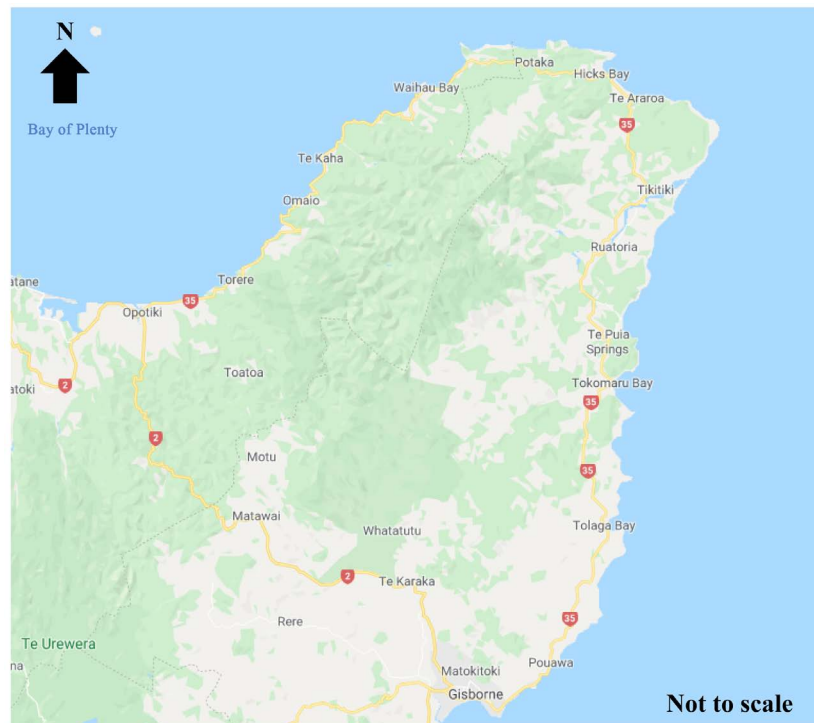 N
Bay of Plenty
Potaka
Hicks Bay
Waihau Bay
Te Araroa
35
Te Kaha
Tikitiki
Omaio
Ruatoria
Torere
atane
35
Opotiki
Te Puia
Springs
Toatoa
2
atoki
Tokomaru Bay
35
2
Motu
35
Matawai
Tolaga Bay
Whatatutu
2
Te Karaka
Rere
35
Te Urewera
na
Pouawa
Matokitoki
Gisborne
Not to scale